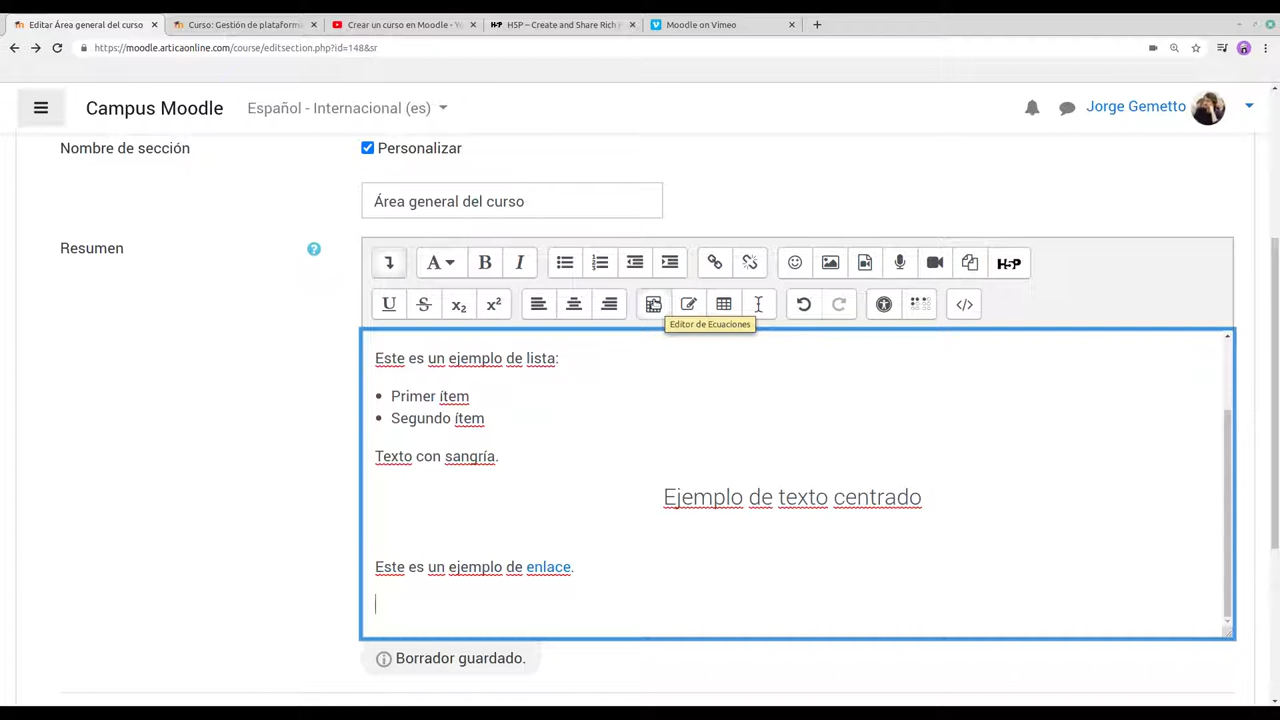 Editar Área general del curso
Curso: Gestión de plataform
Crear un curso en Moodle - Yo
H5P – Create and Share Rich H
Moodle on Vimeo
https://moodle.articaonline.com/course/editsection.php?id=148&sr
Campus Moodle
Español - Internacional (es)
Jorge Gemetto
Nombre de sección
Personalizar
Área general del curso
Resumen
A B I
H5P
U S x₂ x²
Editor de Ecuaciones
Este es un ejemplo de lista:
• Primer ítem
• Segundo ítem
Texto con sangría.
Ejemplo de texto centrado
Este es un ejemplo de enlace.
Borrador guardado.